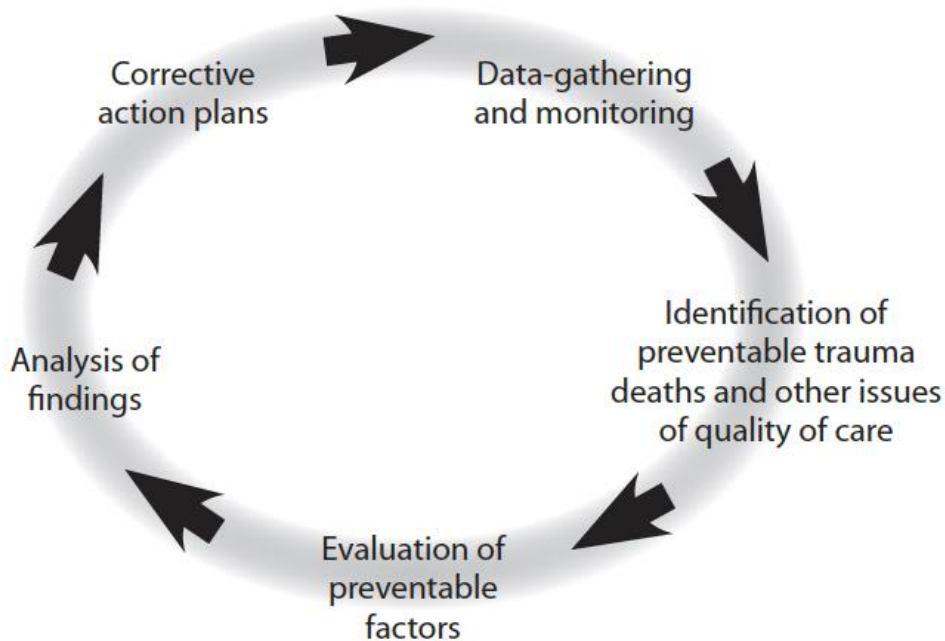 Corrective
action plans
Data-gathering
and monitoring
Identification of
preventable trauma
deaths and other issues
of quality of care
Evaluation of
preventable
factors
Analysis of
findings